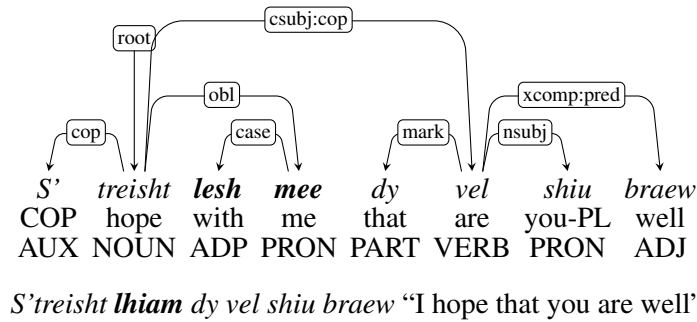 csubj:cop
root
obl xcomp:pred
cop case mark nsubj
S' treisht lesh mee dy vel shiu braew
COP hope with me that are you-PL well
AUX NOUN ADP PRON PART VERB PRON ADJ
S'treisht lhiam dy vel shiu braew “I hope that you are well’